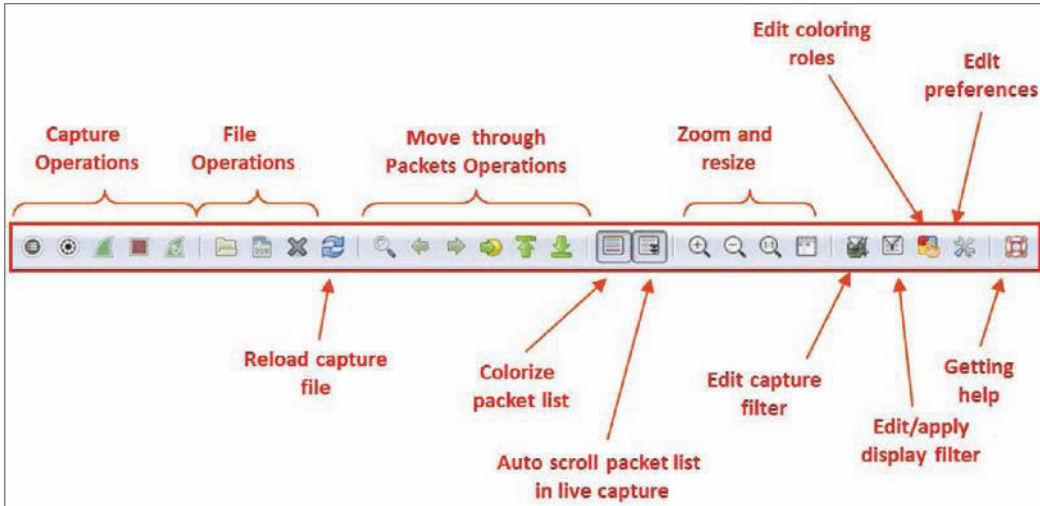 Edit coloring
roles
Edit
preferences
Capture
Operations
File
Operations
Move through
Packets Operations
Zoom and
resize
1:1
Reload capture
file
Colorize
packet list
Auto scroll packet list
in live capture
Edit capture
filter
Edit/apply
display filter
Getting
help